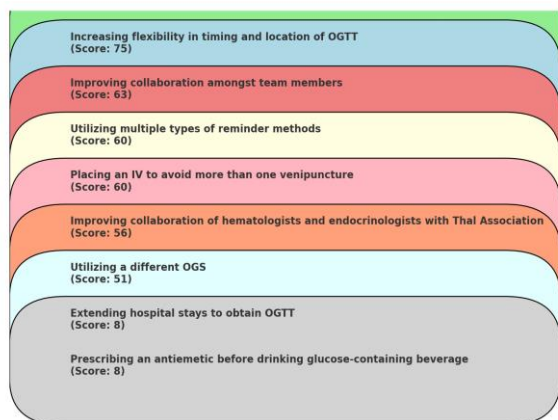 Increasing flexibility in timing and location of OGTT
(Score: 75)
Improving collaboration amongst team members
(Score: 63)
Utilizing multiple types of reminder methods
(Score: 60)
Placing an IV to avoid more than one venipuncture
(Score: 60)
Improving collaboration of hematologists and endocrinologists with Thal Association
(Score: 56)
Utilizing a different OGS
(Score: 51)
Extending hospital stays to obtain OGTT
(Score: 8)
Prescribing an antiemetic before drinking glucose-containing beverage
(Score: 8)